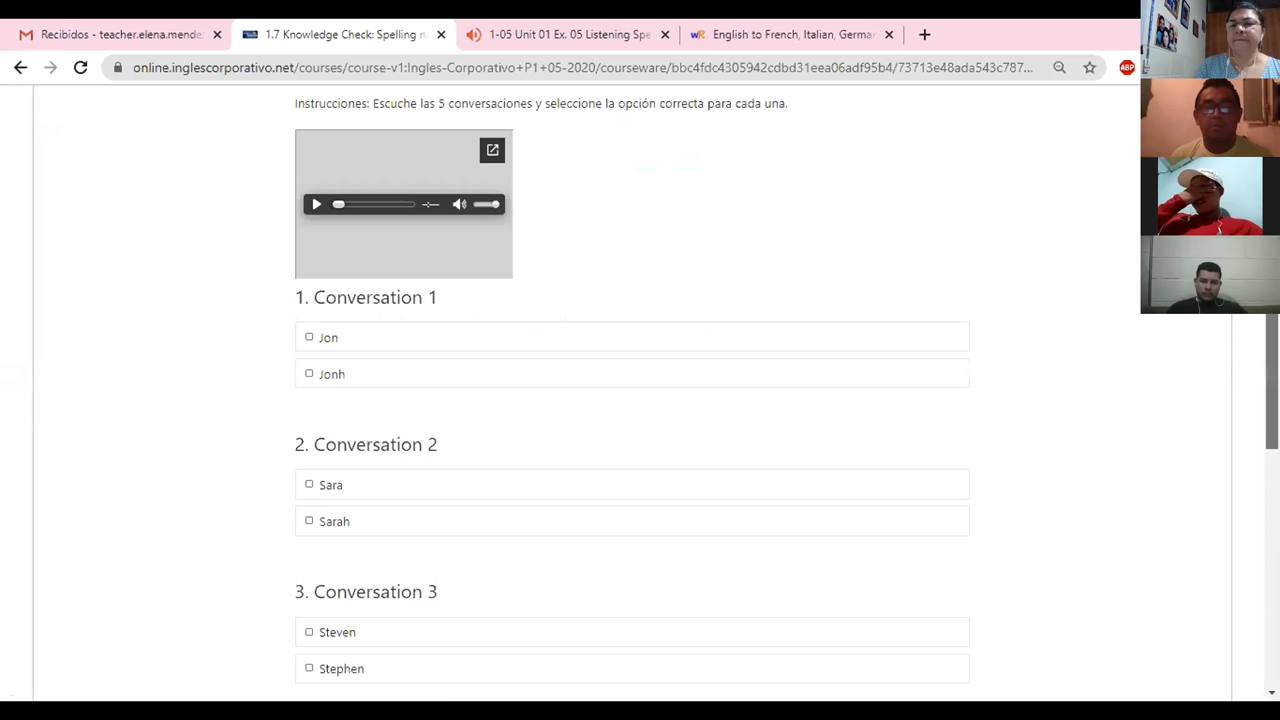 Recibidos - teacher.elena.mende
1.7 Knowledge Check: Spelling n
1-05 Unit 01 Ex. 05 Listening Spe
WR English to French, Italian, Germa
online.inglescorporativo.net/courses/course-v1:Ingles-Corporativo+P1+05-2020/courseware/bbc4fdc4305942cdbd31eea06adf95b4/73713e48ada543c787...
ABP
Instrucciones: Escuche las 5 conversaciones y seleccione la opción correcta para cada una.
1. Conversation 1
Jon
Jonh
2. Conversation 2
Sara
Sarah
3. Conversation 3
Steven
Stephen